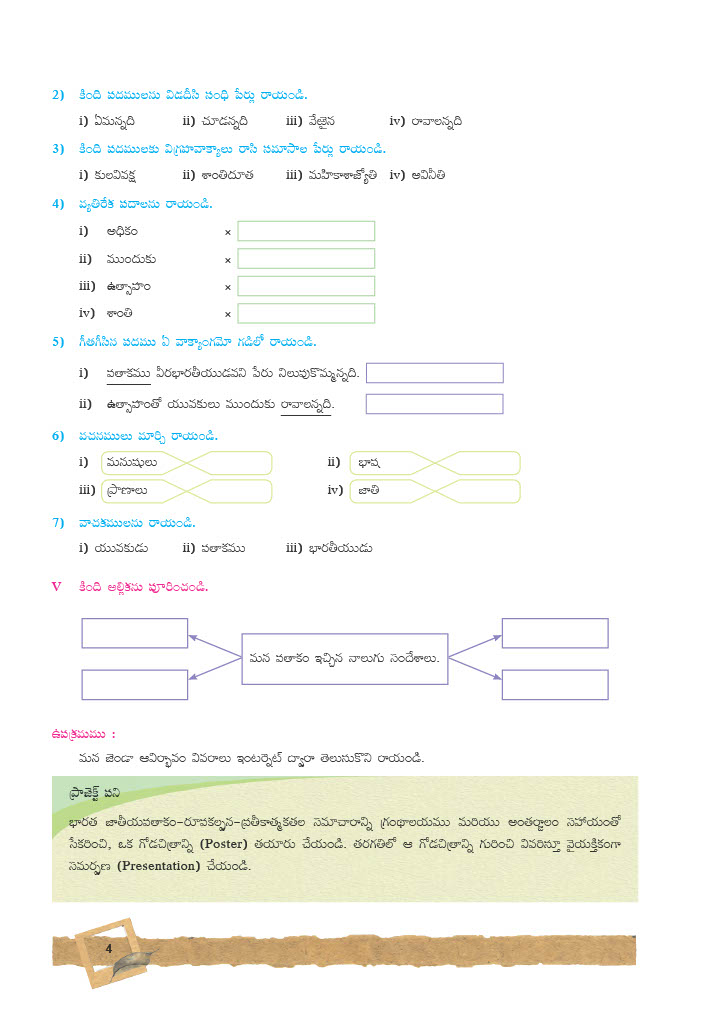 2) కింది పదములను విడదీసి సంధి పేర్లు రాయండి.
i) ఏమన్నది ii) చూడన్నది iii) వేఱైన iv) రావాలన్నది
3) కింది పదములకు విగ్రహవాక్యాలు రాసి సమాసాల పేర్లు రాయండి.
i) కులవివక్ష ii) శాంతిదూత iii) మహికాశాజ్యోతి iv) అవినీతి
4) వ్యతిరేక పదాలను రాయండి.
i) అధికం ×
ii) ముందుకు ×
iii) ఉత్సాహం ×
iv) శాంతి ×
5) గీతగీసిన పదము ఏ వాక్యాంగమో గడిలో రాయండి.
i) పతాకము వీరభారతీయుడవని పేరు నిలువుకొమ్మన్నది.
ii) ఉత్సాహంతో యువకులు ముందుకు రావాలన్నది.
6) వచనములు మార్చి రాయండి.
i) మనుషులు ii) భాష
iii) ప్రాణాలు iv) జాతి
7) వాచకములను రాయండి.
i) యువకుడు ii) పతాకము iii) భారతీయుడు
V కింది అల్లికను పూరించండి.
మన పతాకం ఇచ్చిన నాలుగు సందేశాలు.
ఉపక్రమము :
మన జెండా ఆవిర్భావం వివరాలు ఇంటర్నెట్ ద్వారా తెలుసుకొని రాయండి.
ప్రాజెక్ట్ పని
భారత జాతీయపతాకం-రూపకల్పన-ప్రతీకాత్మకతల సమాచారాన్ని గ్రంథాలయము మరియు అంతర్జాలం సహాయంతో
సేకరించి, ఒక గోడచిత్రాన్ని (Poster) తయారు చేయండి. తరగతిలో ఆ గోడచిత్రాన్ని గురించి వివరిస్తూ వైయక్తికంగా
సమర్పణ (Presentation) చేయండి.
4